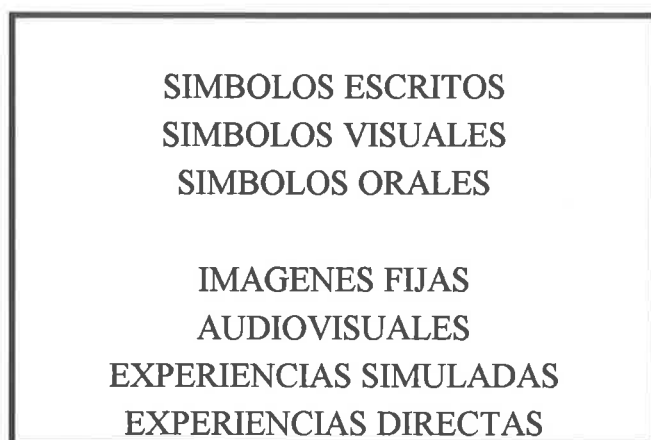 SIMBOLOS ESCRITOS
SIMBOLOS VISUALES
SIMBOLOS ORALES
IMAGENES FIJAS
AUDIOVISUALES
EXPERIENCIAS SIMULADAS
EXPERIENCIAS DIRECTAS